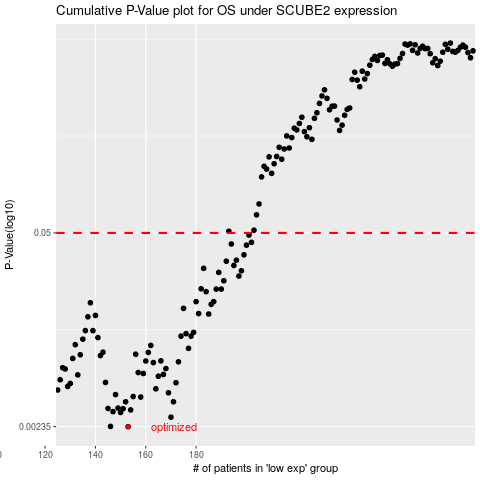 Cumulative P-Value plot for OS under SCUBE2 expression
P-Value(log10)
0.05
0.00235
optimized
0
120
140
160
180
# of patients in 'low exp' group